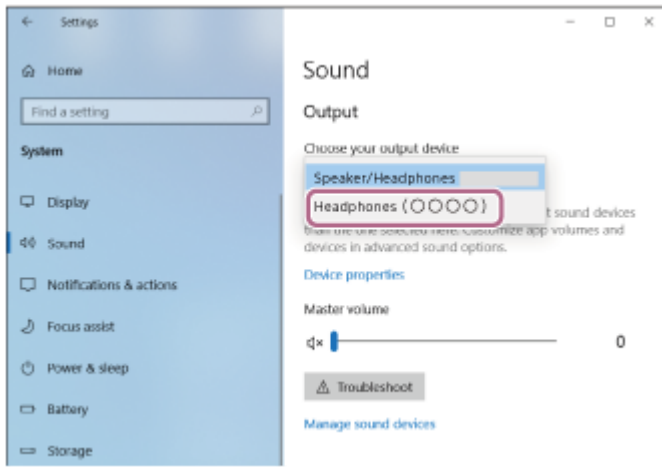 Settings
Home
Find a setting
System
Display
Sound
Notifications & actions
Focus assist
Power & sleep
Battery
Storage
Sound
Output
Choose your output device
Speaker/Headphones
Headphones (○○○○)
t sound devices
than the one selected here. Customize app volumes and
devices in advanced sound options.
Device properties
Master volume
0
Troubleshoot
Manage sound devices